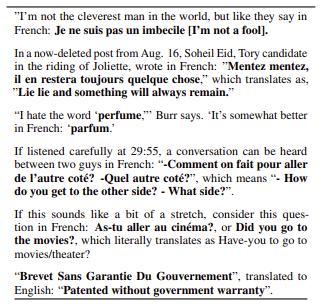 "I'm not the cleverest man in the world, but like they say in
French: Je ne suis pas un imbecile [I'm not a fool].
In a now-deleted post from Aug. 16, Soheil Eid, Tory candidate
in the riding of Joliette, wrote in French: "Mentez mentez,
il en restera toujours quelque chose," which translates as,
"Lie lie and something will always remain."
"I hate the word 'perfume,'" Burr says. 'It's somewhat better
in French: 'parfum.'
If listened carefully at 29:55, a conversation can be heard
between two guys in French: "-Comment on fait pour aller
de l'autre coté? -Quel autre coté?", which means "- How
do you get to the other side? - What side?".
If this sounds like a bit of a stretch, consider this ques-
tion in French: As-tu aller au cinéma?, or Did you go to
the movies?, which literally translates as Have-you to go to
movies/theater?
"Brevet Sans Garantie Du Gouvernement", translated to
English: "Patented without government warranty".